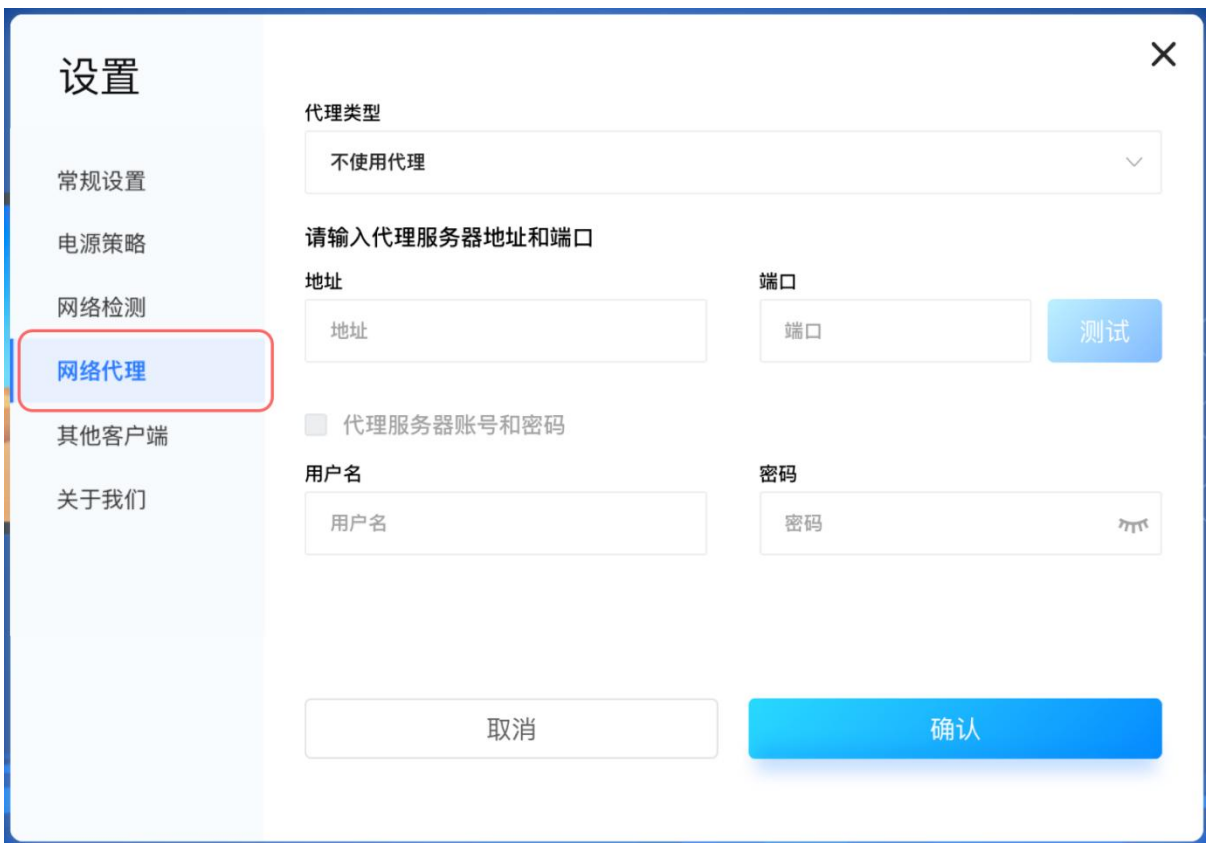 设置
常规设置
电源策略
网络检测
网络代理
其他客户端
关于我们
代理类型
不使用代理
请输入代理服务器地址和端口
地址
端口
地址
端口
测试
代理服务器账号和密码
用户名
密码
用户名
密码
取消
确认